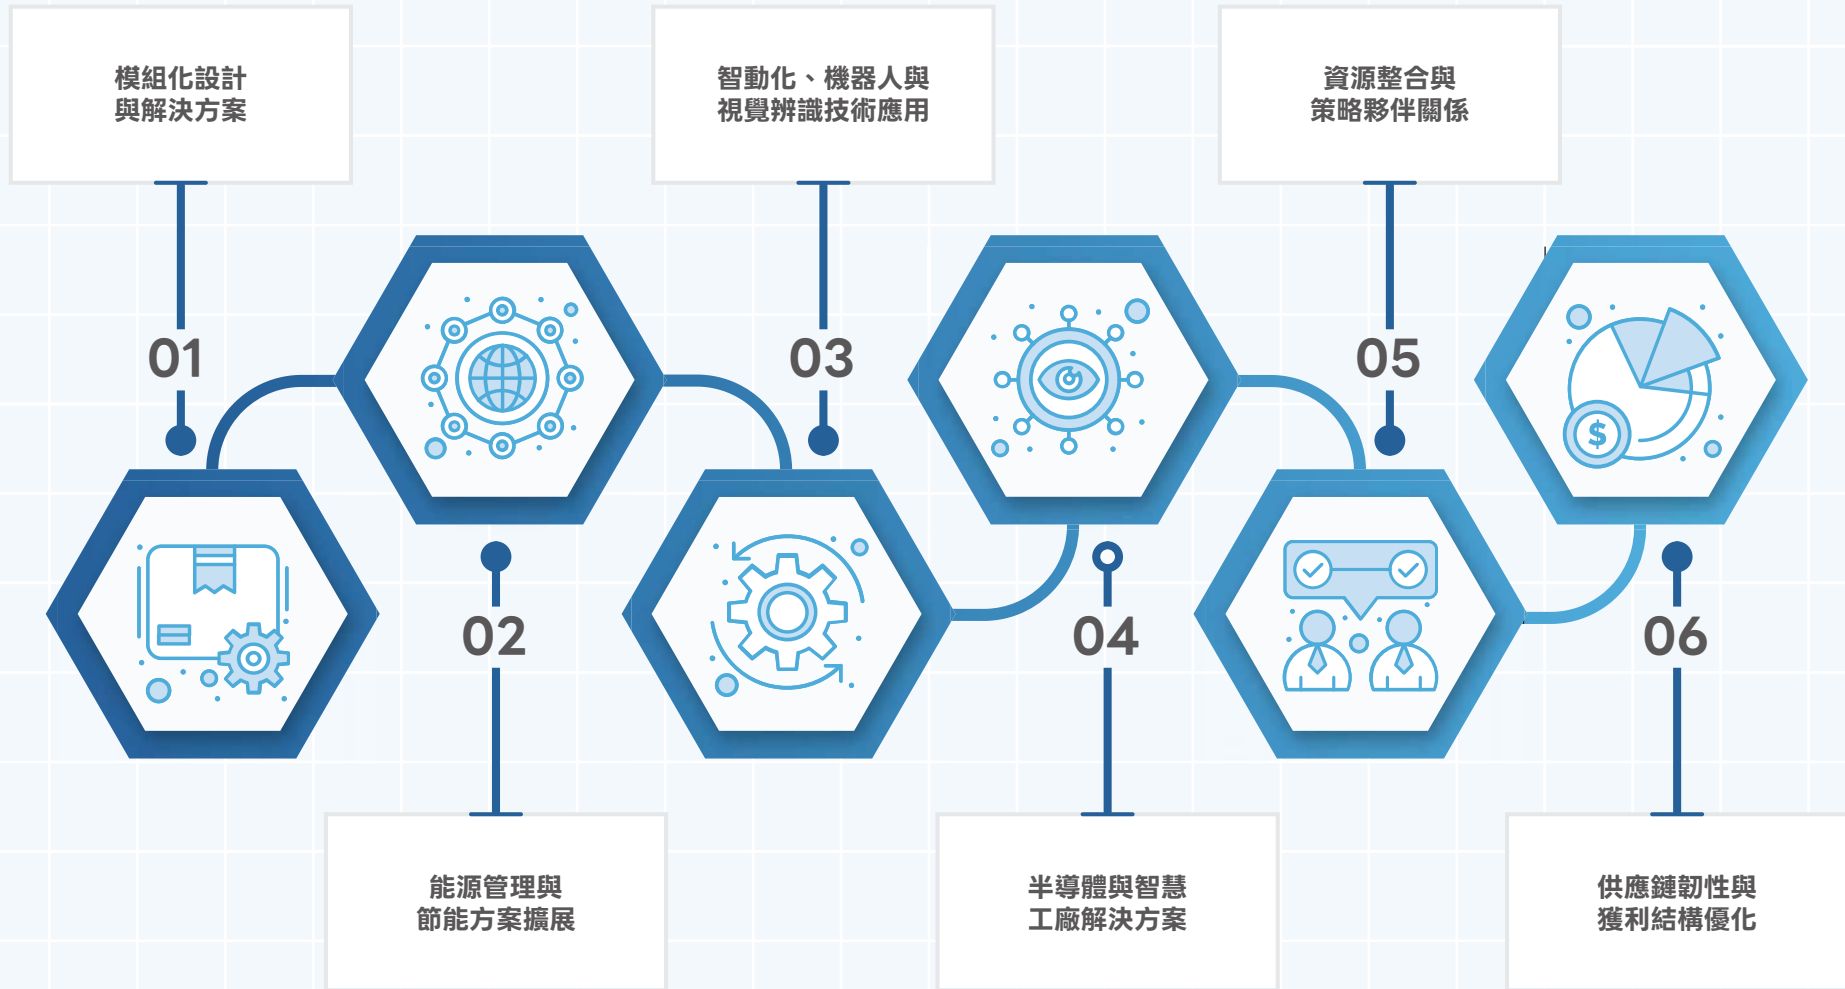 模組化設計
與解決方案
01
能源管理與
節能方案擴展
02
智動化、機器人與
視覺辨識技術應用
03
半導體與智慧
工廠解決方案
04
資源整合與
策略夥伴關係
05
供應鏈韌性與
獲利結構優化
06
$